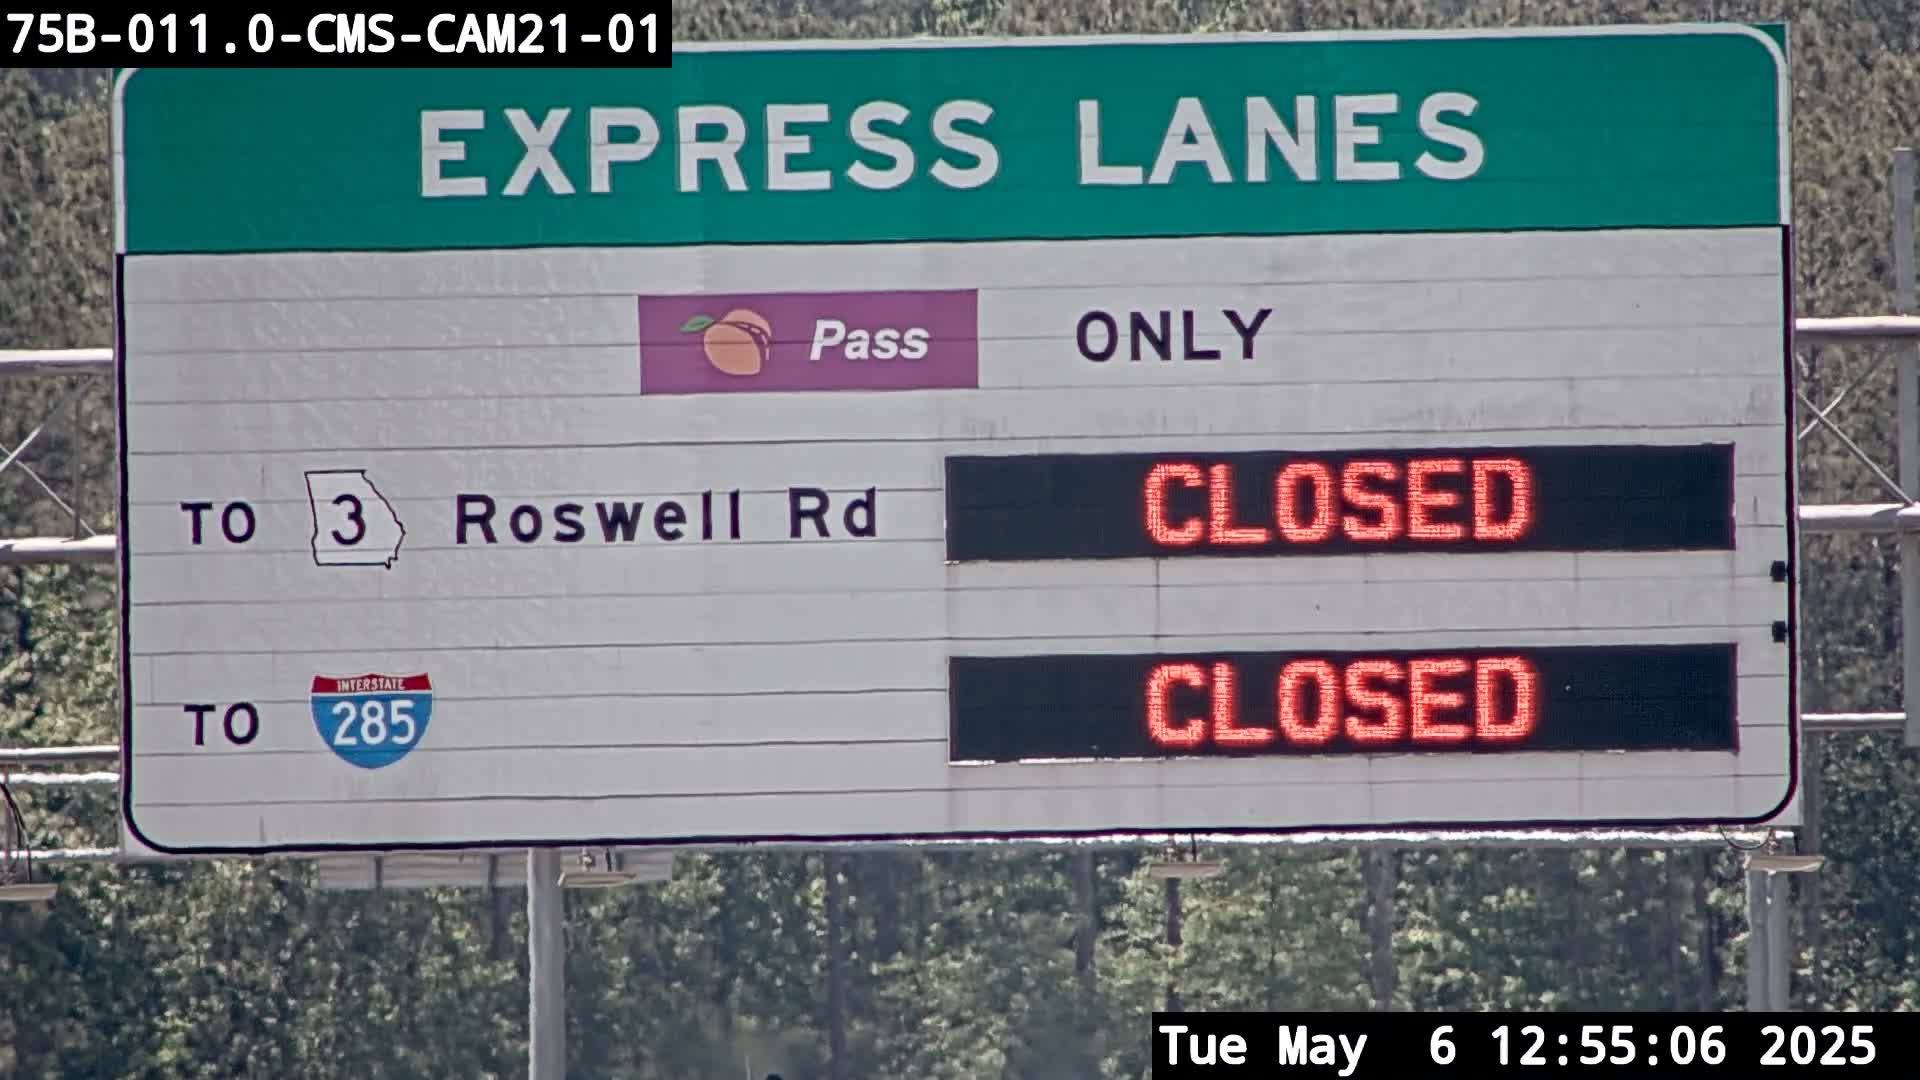 75B-011.0-CMS-CAM21-01
EXPRESS LANES
Pass ONLY
TO 3 Roswell Rd CLOSED
INTERSTATE
TO 285 CLOSED
Tue May 6 12:55:06 2025